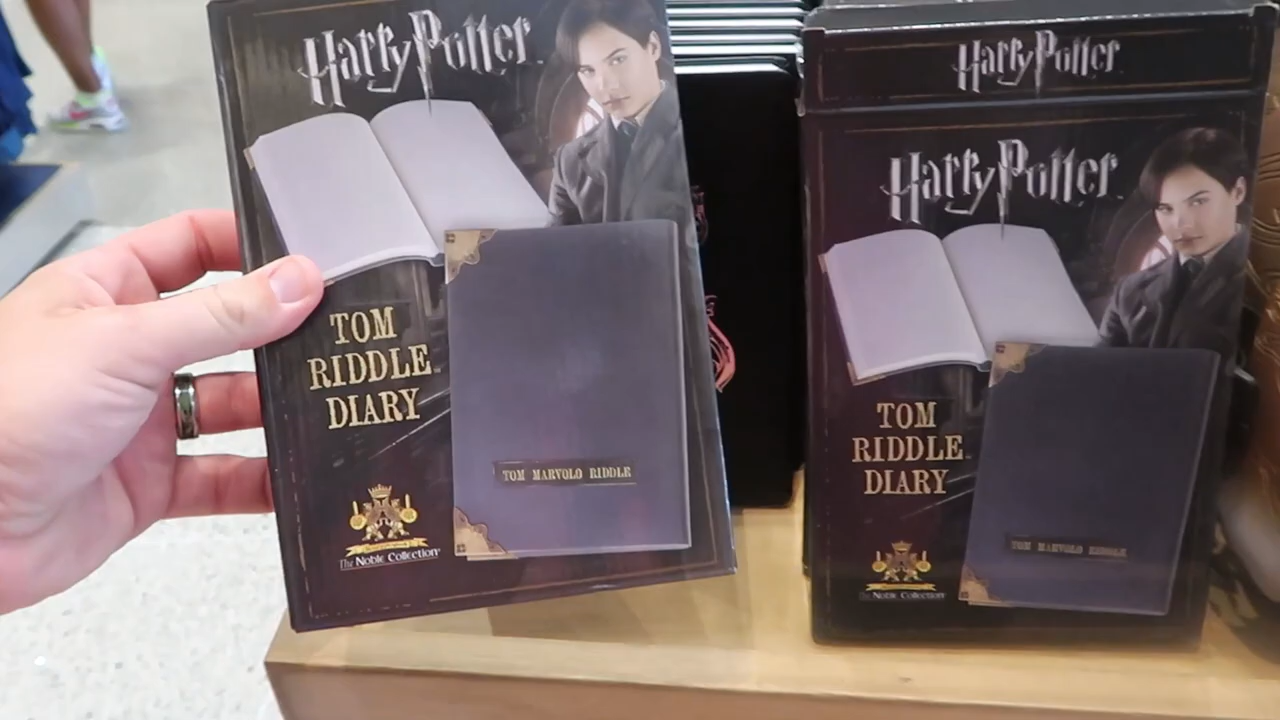 Harry Potter
TOM
RIDDLE
DIARY
TOM MARVOLO RIDDLE
The Noble Collection
Harry Potter
Harry Potter
TOM
RIDDLE
DIARY
TOM MARVOLO RIDDLE
The Noble Collection